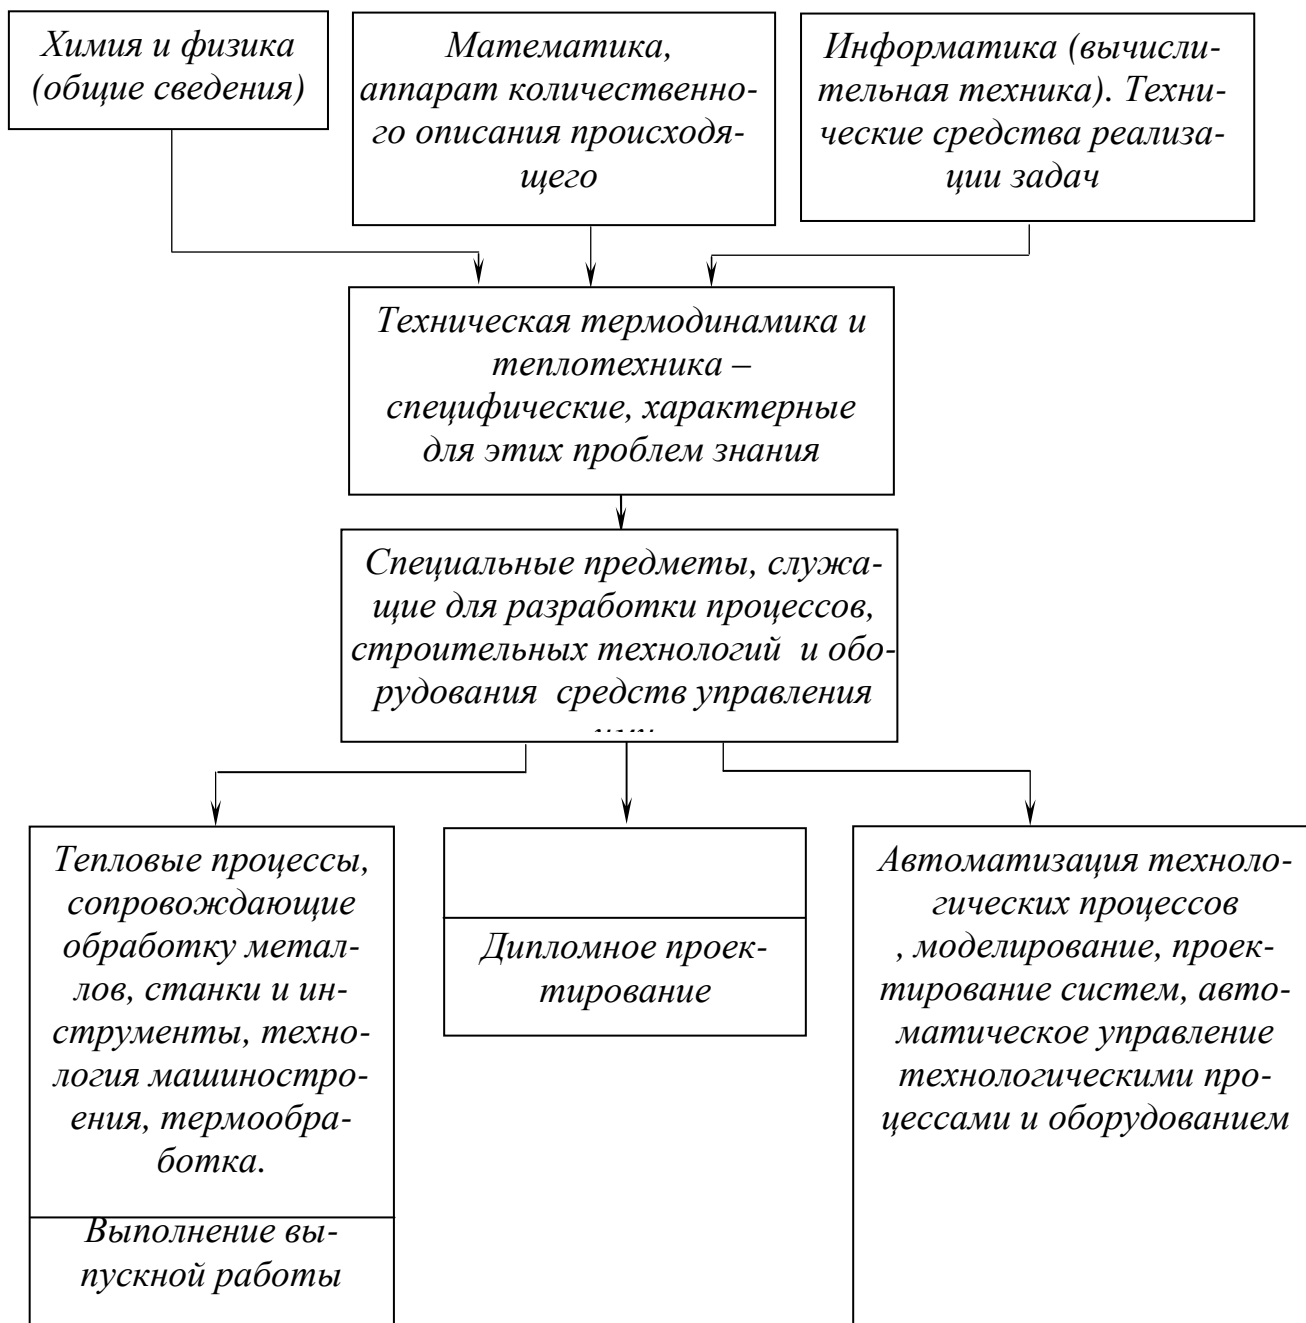 Химия и физика
(общие сведения)
Математика,
аппарат количественно-
го описания происходя-
щего
Информатика (вычисли-
тельная техника). Техни-
ческие средства реализа-
ции задач
Техническая термодинамика и
теплотехника –
специфические, характерные
для этих проблем знания
Специальные предметы, служа-
щие для разработки процессов,
строительных технологий и обо-
рудования средств управления
Тепловые процессы,
сопровождающие
обработку метал-
лов, станки и ин-
струменты, техно-
логия машиностро-
ения, термообра-
ботка.
Выполнение вы-
пускной работы
Дипломное проек-
тирование
Автоматизация техноло-
гических процессов
, моделирование, проек-
тирование систем, авто-
матическое управление
технологическими про-
цессами и оборудованием